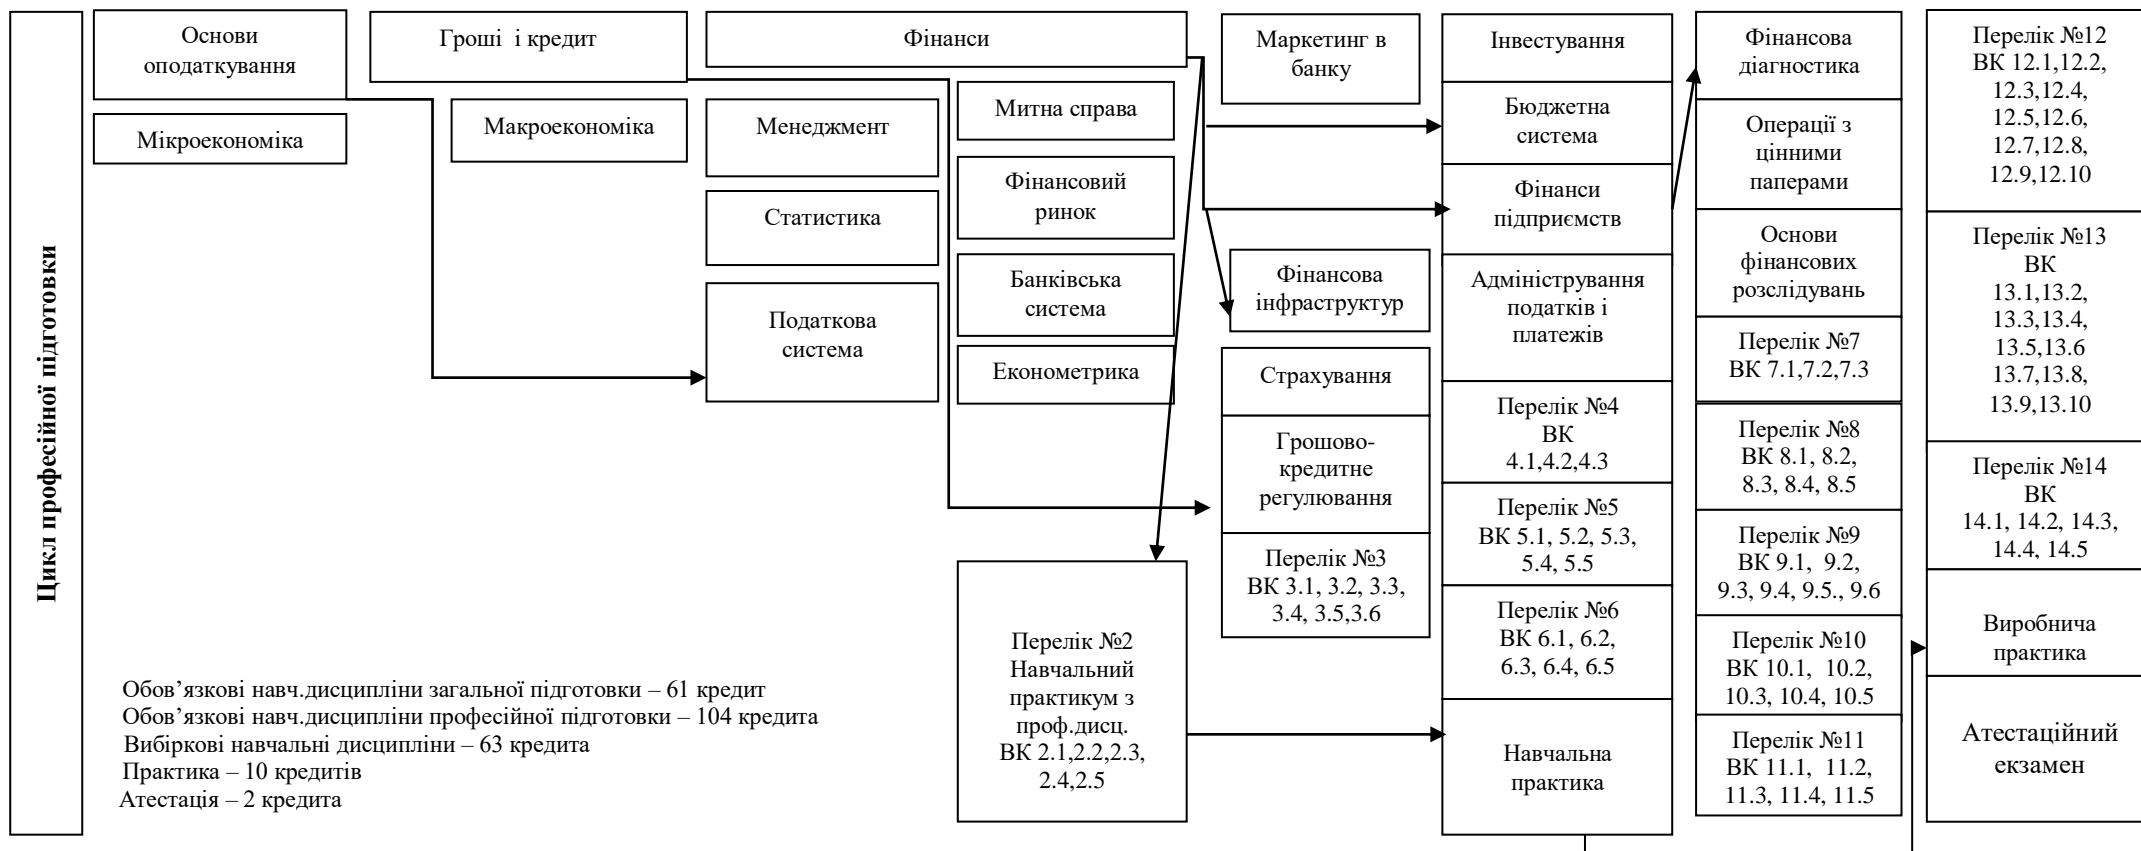 Цикл професійної підготовки
Основи
оподаткування
Мікроекономіка
Гроші і кредит
Макроекономіка
Фінанси
Менеджмент
Статистика
Податкова
система
Митна справа
Фінансовий
ринок
Банківська
система
Економетрика
Перелік №2
Навчальний
практикум з
проф.дисц.
ВК 2.1,2.2,2.3,
2.4,2.5
Маркетинг в
банку
Фінансова
інфраструктур
Страхування
Грошово-
кредитне
регулювання
Перелік №3
ВК 3.1, 3.2, 3.3,
3.4, 3.5,3.6
Інвестування
Бюджетна
система
Фінанси
підприємств
Адміністрування
податків і
платежів
Перелік №4
ВК
4.1,4.2,4.3
Перелік №5
ВК 5.1, 5.2, 5.3,
5.4, 5.5
Перелік №6
ВК 6.1, 6.2,
6.3, 6.4, 6.5
Навчальна
практика
Фінансова
діагностика
Операції з
цінними
паперами
Основи
фінансових
розслідувань
Перелік №7
ВК 7.1,7.2,7.3
Перелік №8
ВК 8.1, 8.2,
8.3, 8.4, 8.5
Перелік №9
ВК 9.1, 9.2,
9.3, 9.4, 9.5., 9.6
Перелік №10
ВК 10.1, 10.2,
10.3, 10.4, 10.5
Перелік №11
ВК 11.1, 11.2,
11.3, 11.4, 11.5
Перелік №12
ВК 12.1,12.2,
12.3,12.4,
12.5,12.6,
12.7,12.8,
12.9,12.10
Перелік №13
ВК
13.1,13.2,
13.3,13.4,
13.5,13.6
13.7,13.8,
13.9,13.10
Перелік №14
ВК
14.1, 14.2, 14.3,
14.4, 14.5
Виробнича
практика
Атестаційний
екзамен
Обов’язкові навч.дисципліни загальної підготовки – 61 кредит
Обов’язкові навч.дисципліни професійної підготовки – 104 кредита
Вибіркові навчальні дисципліни – 63 кредита
Практика – 10 кредитів
Атестація – 2 кредита